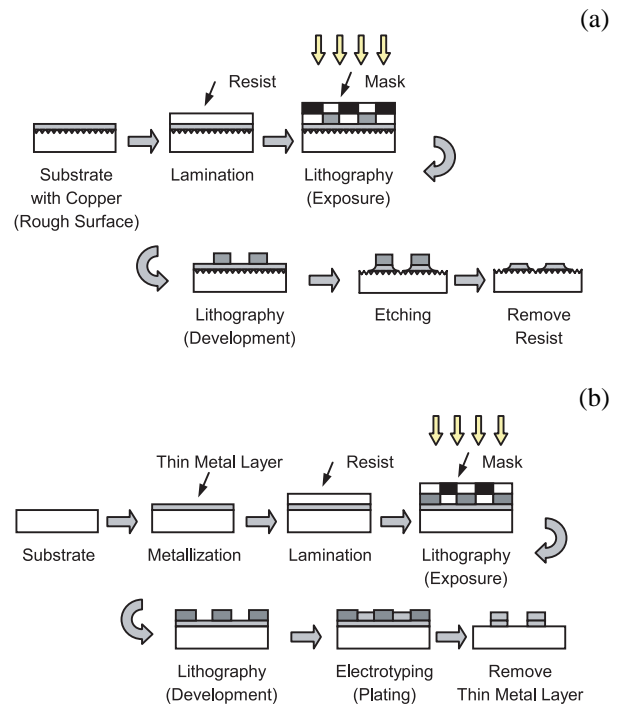 (a)
Resist
Mask
Substrate
with Copper
(Rough Surface)
Lamination
Lithography
(Exposure)
Lithography
(Development)
Etching
Remove
Resist
(b)
Thin Metal Layer
Resist
Mask
Substrate
Metallization
Lamination
Lithography
(Exposure)
Lithography
(Development)
Electrotyping
(Plating)
Remove
Thin Metal Layer